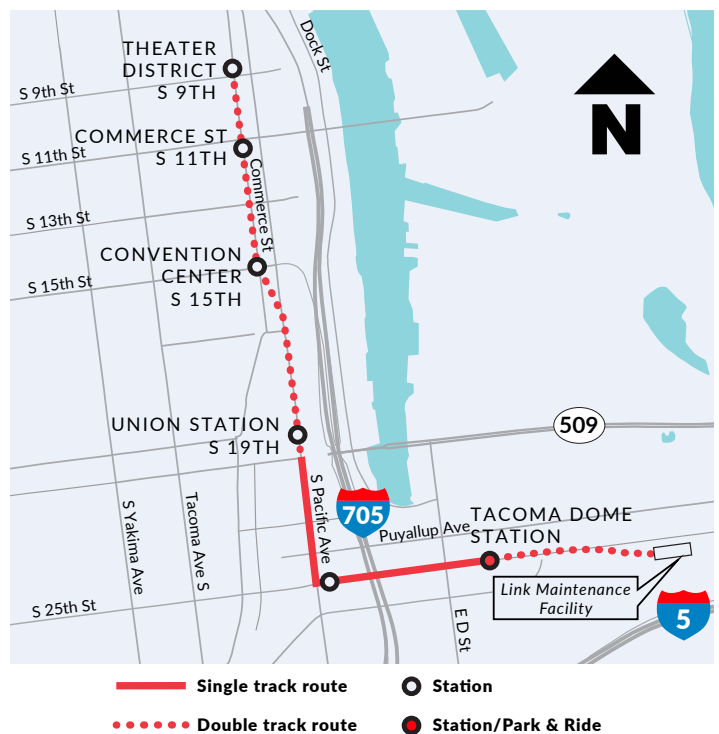 THEATER
DISTRICT
S 9TH
Dock St
S 9th St
N
COMMERCE ST
S 11TH
S 11th St
Commerce St
S 13th St
CONVENTION
CENTER
S 15TH
S 15th St
UNION STATION
S 19TH
509
S Pacific Ave
705
S Yakima Ave
Tacoma Ave S
Puyallup Ave
TACOMA DOME
STATION
Link Maintenance
Facility
S 25th St
E D St
5
Single track route
Station
Double track route
Station/Park & Ride